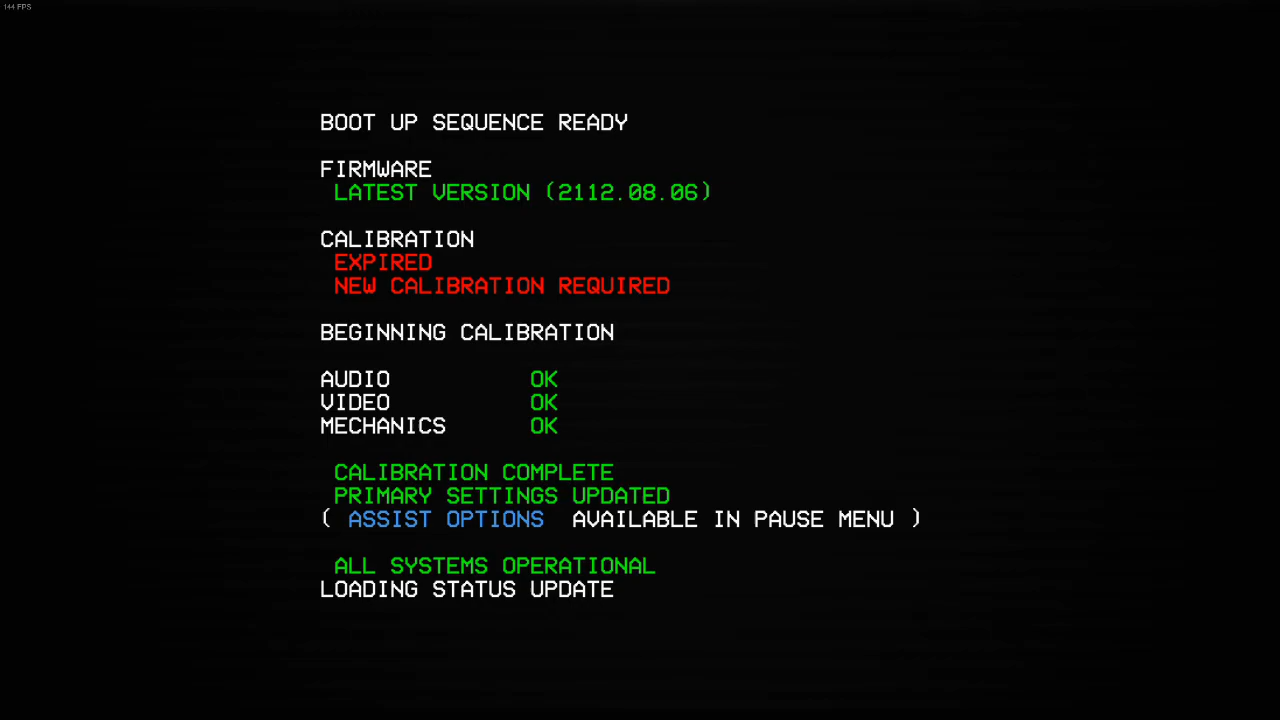 144 FPS
BOOT UP SEQUENCE READY
FIRMWARE
LATEST VERSION (2112.08.06)
CALIBRATION
EXPIRED
NEW CALIBRATION REQUIRED
BEGINNING CALIBRATION
AUDIO OK
VIDEO OK
MECHANICS OK
CALIBRATION COMPLETE
PRIMARY SETTINGS UPDATED
( ASSIST OPTIONS AVAILABLE IN PAUSE MENU )
ALL SYSTEMS OPERATIONAL
LOADING STATUS UPDATE